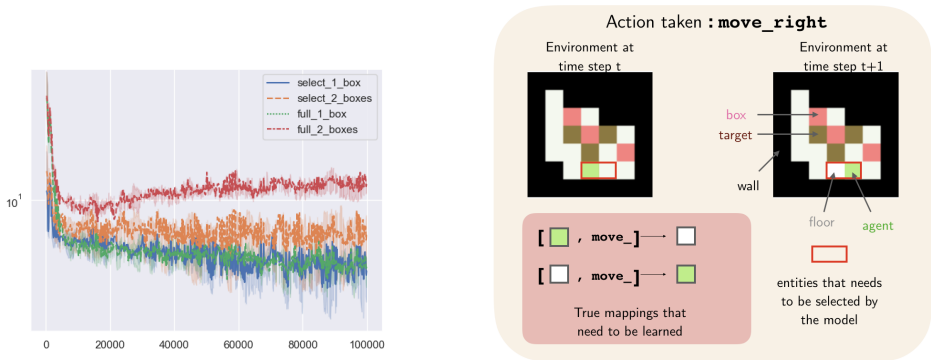 select_1_box
select_2_boxes
full_1_box
full_2_boxes
10¹
0
20000
40000
60000
80000
100000
Action taken : move_right
Environment at
time step t
Environment at
time step t+1
box
target
wall
floor
agent
[ , move_]
[ , move_]
True mappings that
need to be learned
entities that needs
to be selected by
the model